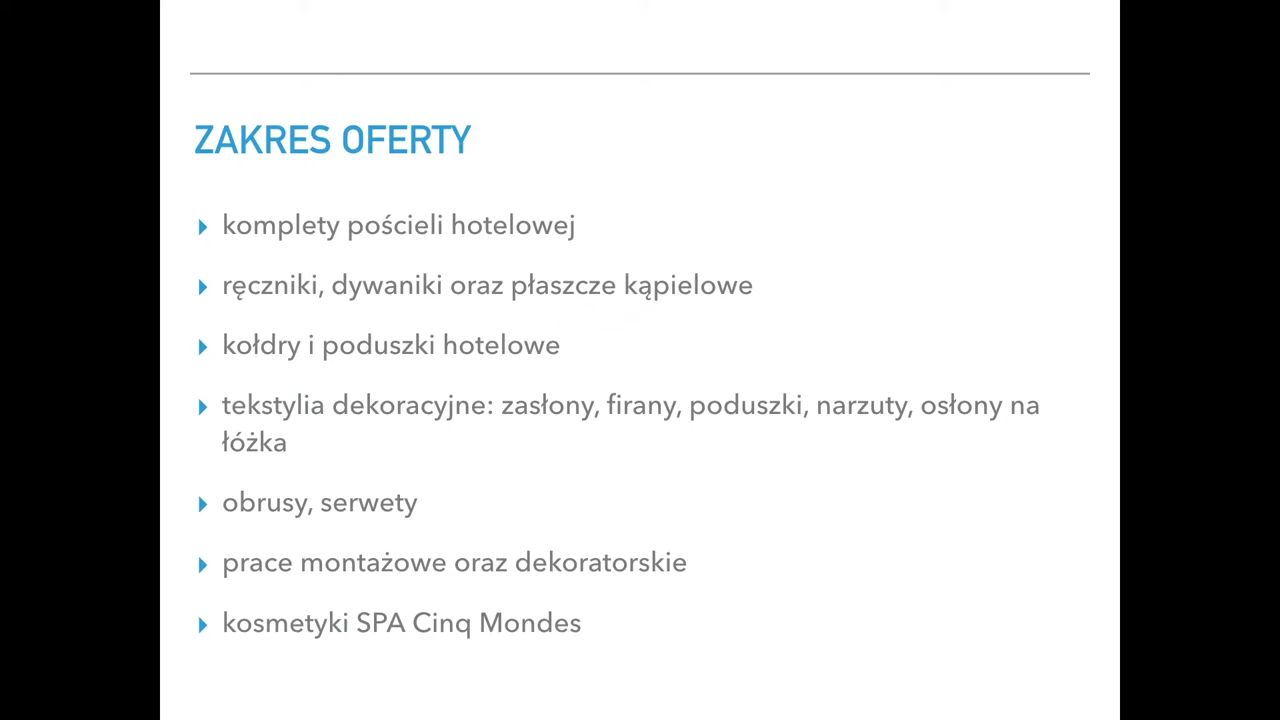 ZAKRES OFERTY
komplety pościeli hotelowej
ręczniki, dywaniki oraz płaszcze kąpielowe
kołdry i poduszki hotelowe
tekstylia dekoracyjne: zasłony, firany, poduszki, narzuty, osłony na
łóżka
obrusy, serwety
prace montażowe oraz dekoratorskie
kosmetyki SPA Cinq Mondes